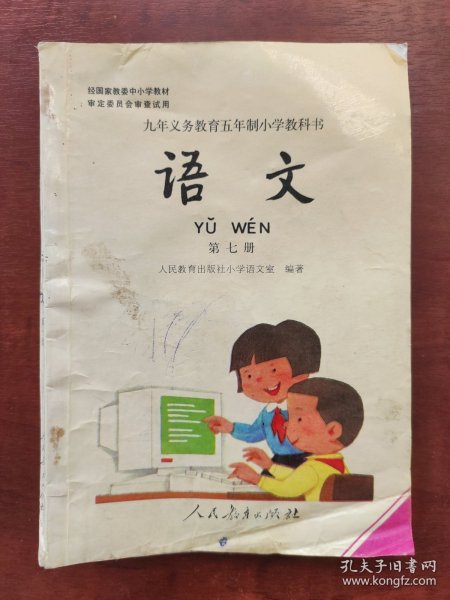 经国家教委中小学教材
审定委员会审查试用
九年义务教育五年制小学教科书
语文
YǓ WÉN
第七册
人民教育出版社小学语文室 编著
人民教育出版社
孔夫子旧书网
www.kongfz.com